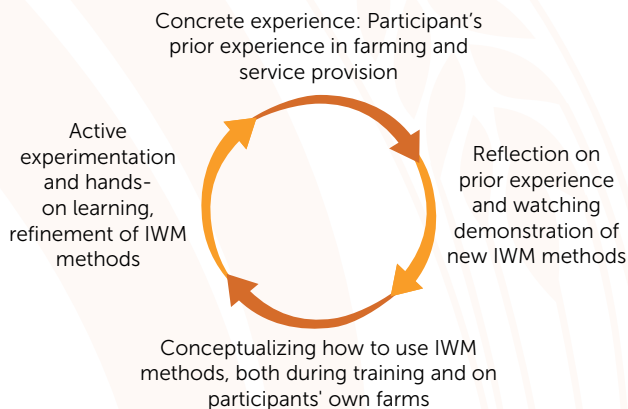 Concrete experience: Participant’s
prior experience in farming and
service provision
Reflection on
prior experience
and watching
demonstration of
new IWM methods
Conceptualizing how to use IWM
methods, both during training and on
participants' own farms
Active
experimentation
and hands-
on learning,
refinement of IWM
methods